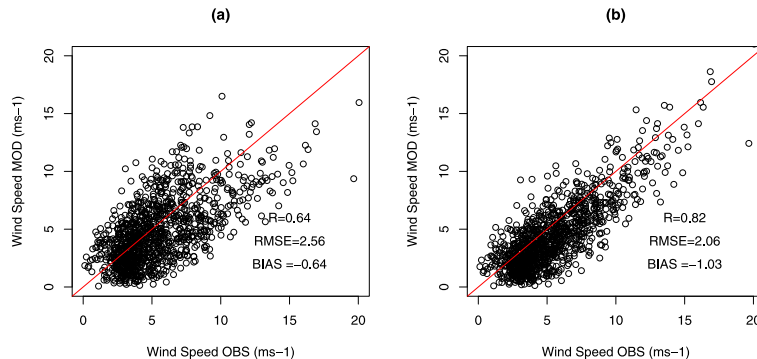 (a)
20
15
10
5
0
Wind Speed MOD (ms−1)
R=0.64
RMSE=2.56
BIAS =−0.64
0 5 10 15 20
Wind Speed OBS (ms−1)
(b)
20
15
10
5
0
Wind Speed MOD (ms−1)
R=0.82
RMSE=2.06
BIAS =−1.03
0 5 10 15 20
Wind Speed OBS (ms−1)